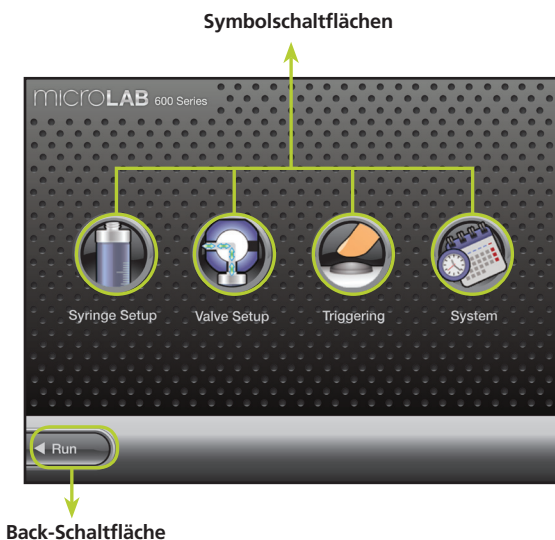 Symbolschaltflächen
microLAB 600 Series
Syringe Setup
Valve Setup
Triggering
System
Run
Back-Schaltfläche